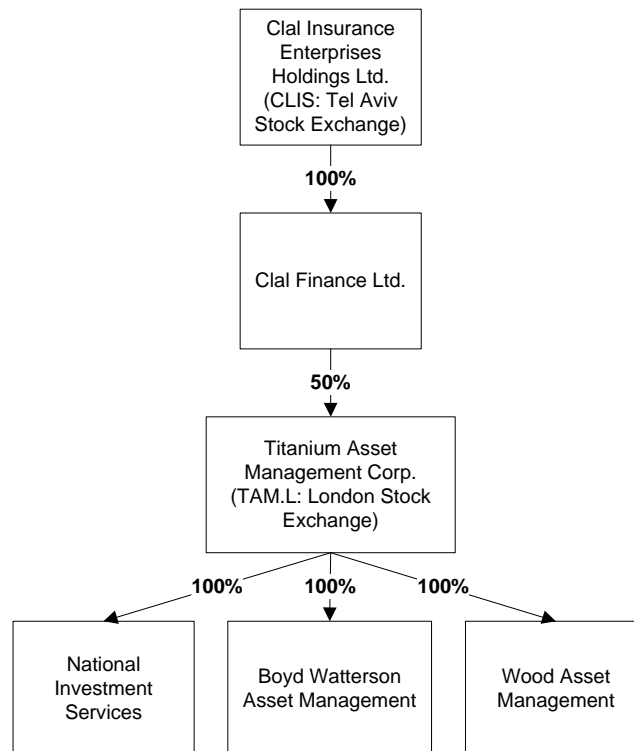 Clal Insurance
Enterprises
Holdings Ltd.
(CLIS: Tel Aviv
Stock Exchange)
100%
Clal Finance Ltd.
50%
Titanium Asset
Management Corp.
(TAM.L: London Stock
Exchange)
100%
100%
100%
National
Investment
Services
Boyd Watterson
Asset Management
Wood Asset
Management